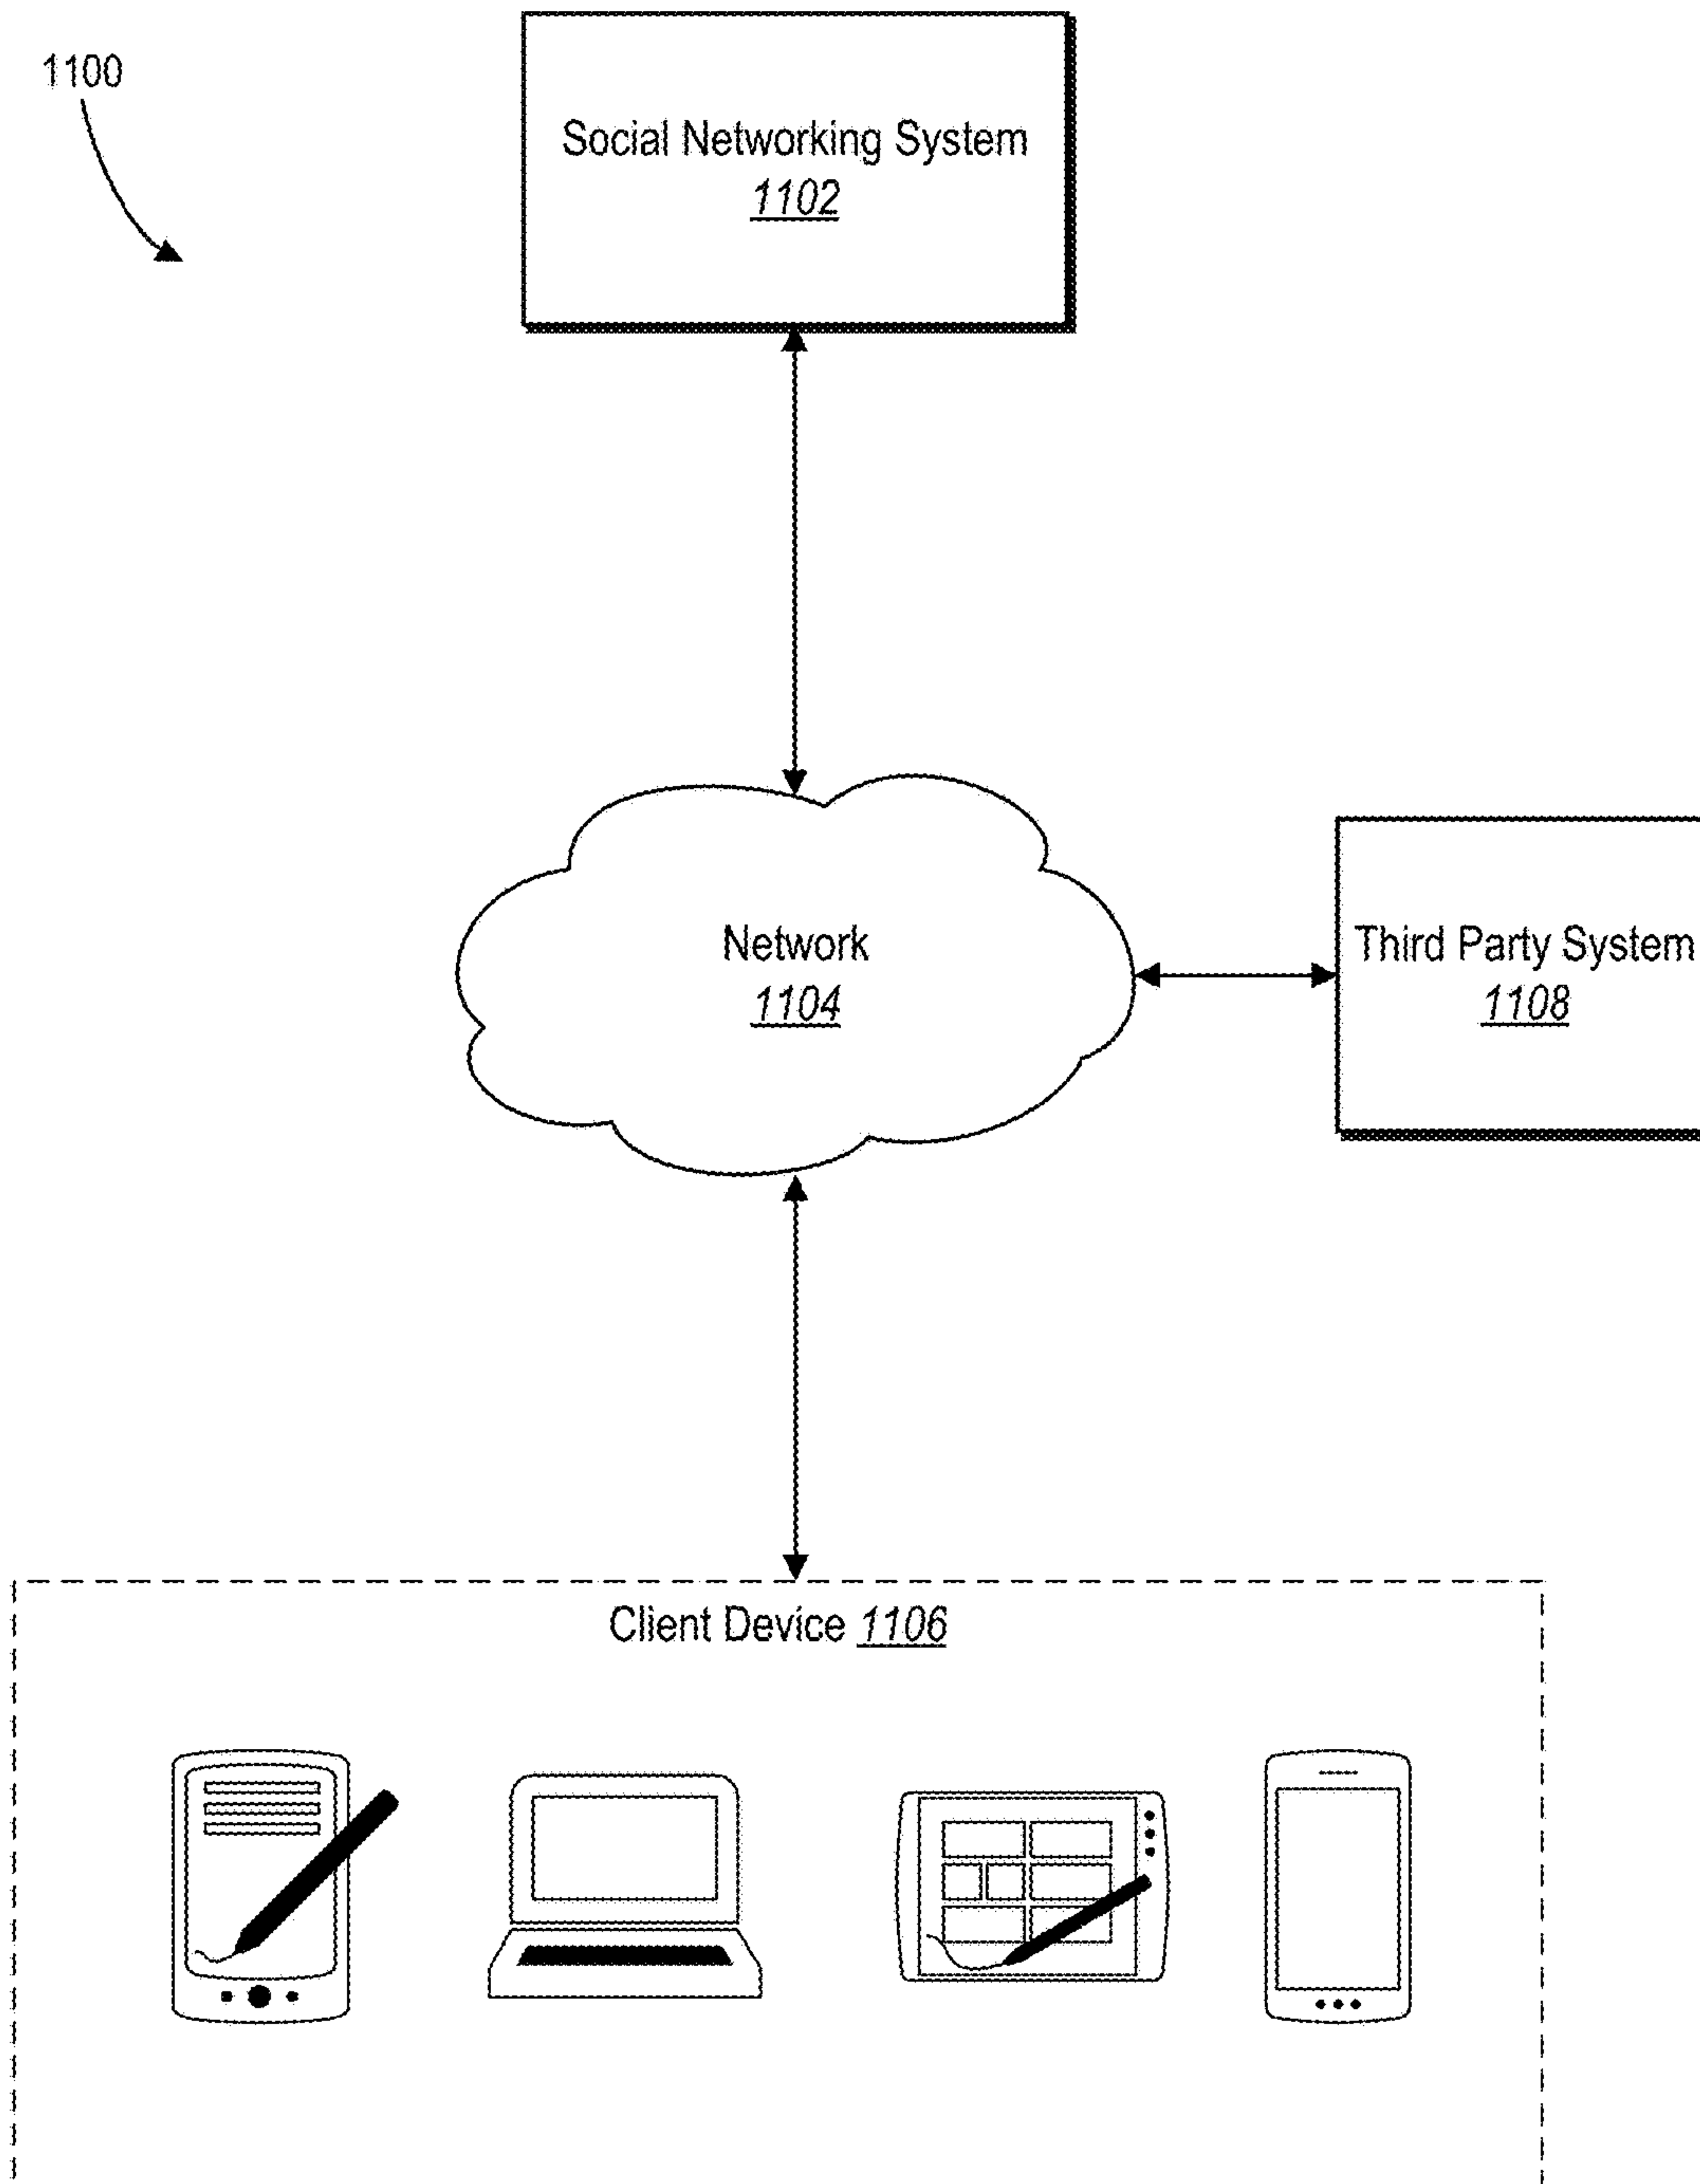 1100
Social Networking System
1102
Network
1104
Third Party System
1108
Client Device 1106